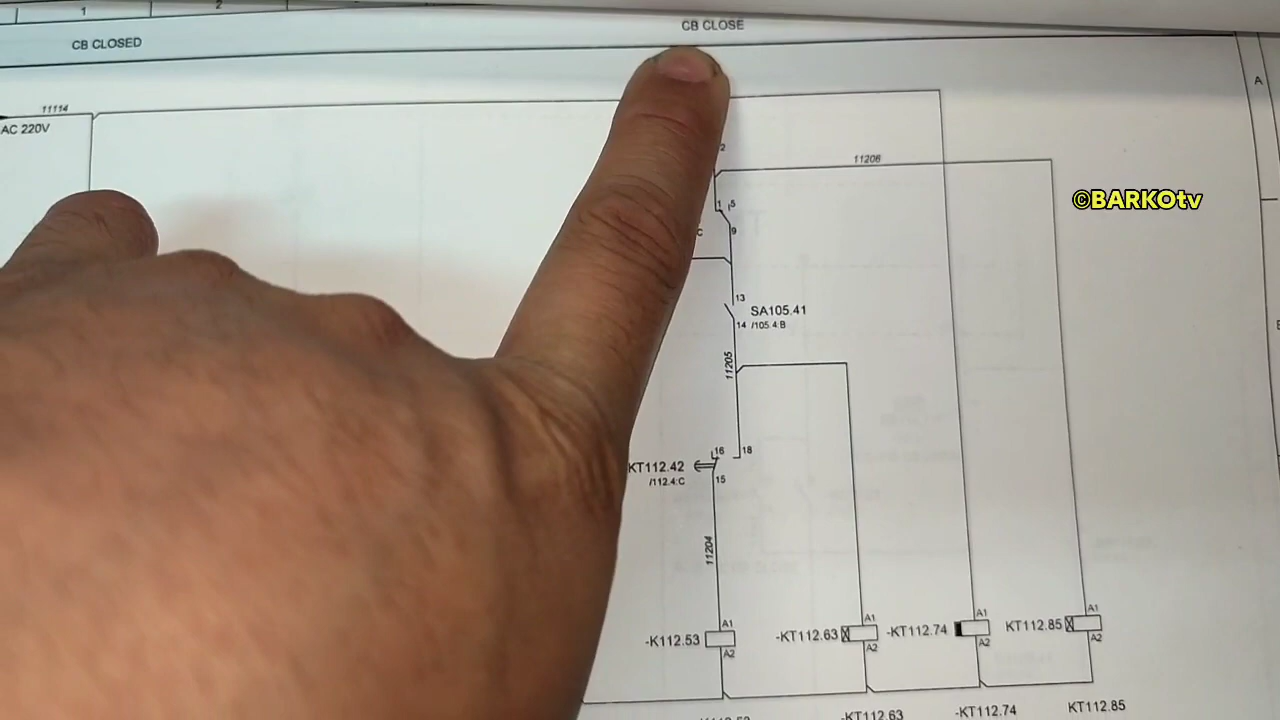 1
2
CB CLOSED
CB CLOSE
A
11114
AC 220V
2
11206
©BARKOtv
1
5
C
9
13
SA105.41
14 /105.4:B
11205
16
18
KT112.42
/112.4:C
15
11204
A1
-K112.53
A2
A1
-KT112.63
A2
A1
-KT112.74
A2
A1
KT112.85
A2
-KT112.63
-KT112.74
KT112.85